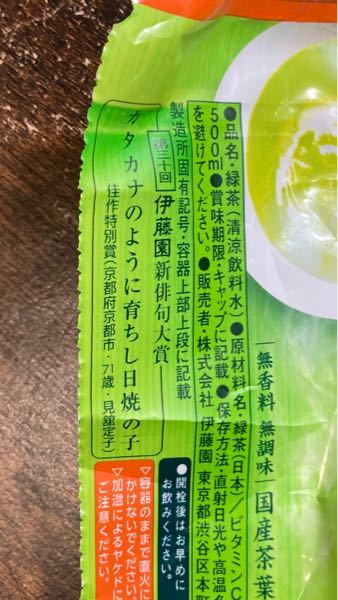 無香料 無調味
国産茶葉
●品名・緑茶(清涼飲料水)●原材料名・緑茶(日本)/ビタミンC
500ml●賞味期限・キャップに記載●保存方法・直射日光や高温
を避けてください。●販売者・株式会社 伊藤園 東京都渋谷区本町
製造所固有記号・容器上部上段に記載
第三十回 伊藤園新俳句大賞
カタカナのように育ちし日焼の子
佳作特別賞(京都府京都市・71歳・見舘定子)
●開栓後はお早めに
お飲みください。
▽容器のままで直火に
かけないでください。
▽加温によるヤケドに
ご注意ください。